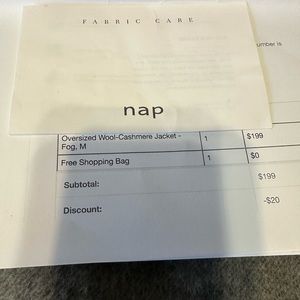 FABRIC CARE
umber is
nap
Oversized Wool-Cashmere Jacket - 1 $199
Fog, M
Free Shopping Bag 1 $0
Subtotal: $199
Discount: -$20